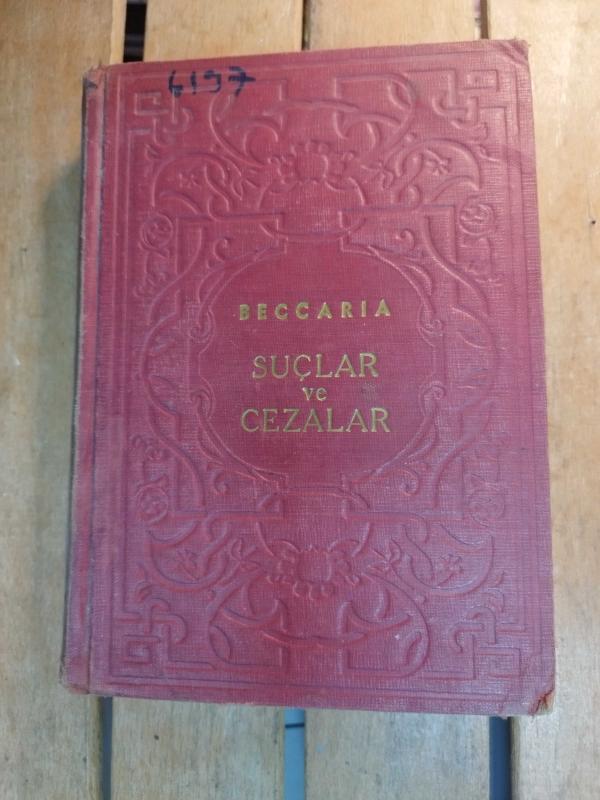 6197
BECCARIA
SUÇLAR
ve
CEZALAR